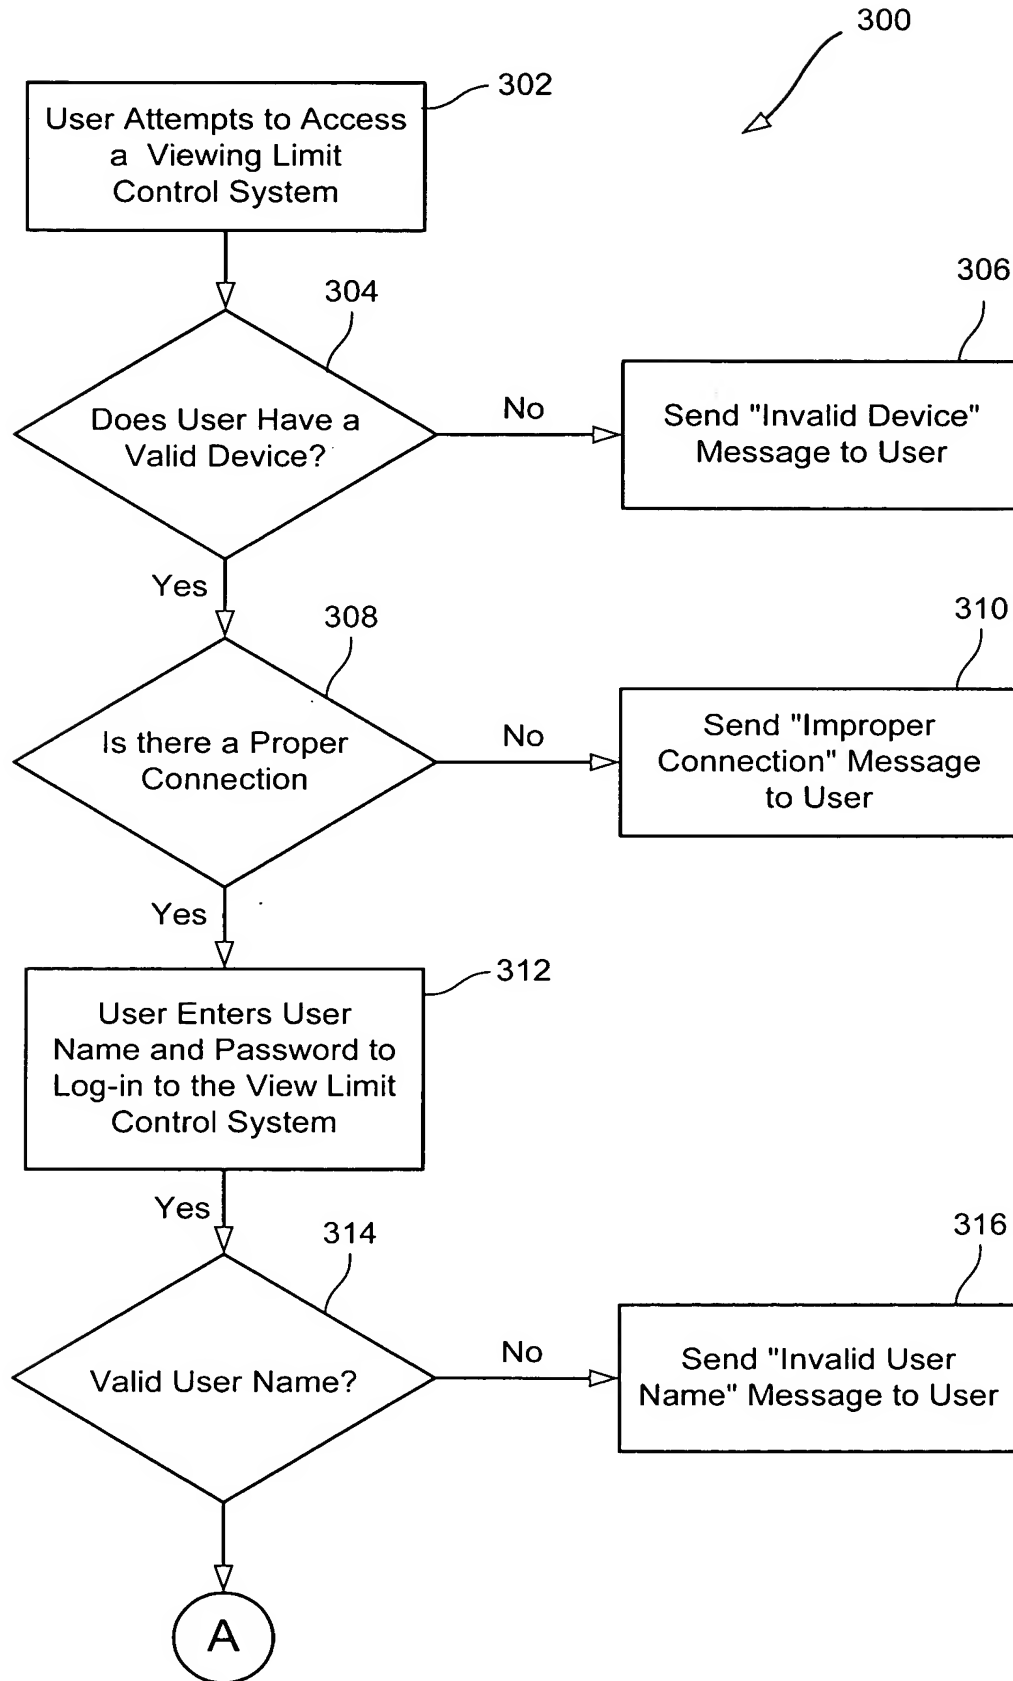 300
302
User Attempts to Access
a Viewing Limit
Control System
304
306
Does User Have a
Valid Device?
No
Send "Invalid Device"
Message to User
Yes
308
310
Is there a Proper
Connection
No
Send "Improper
Connection" Message
to User
Yes
312
User Enters User
Name and Password to
Log-in to the View Limit
Control System
Yes
314
316
Valid User Name?
No
Send "Invalid User
Name" Message to User
A